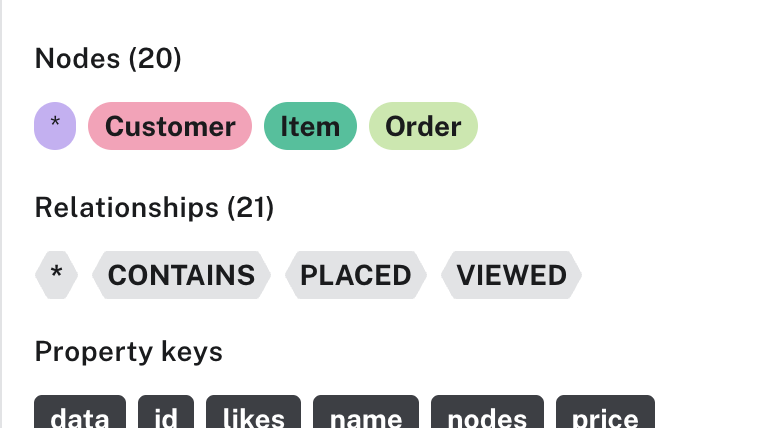 Nodes (20)
* Customer Item Order
Relationships (21)
* CONTAINS PLACED VIEWED
Property keys
data id likes name nodes price